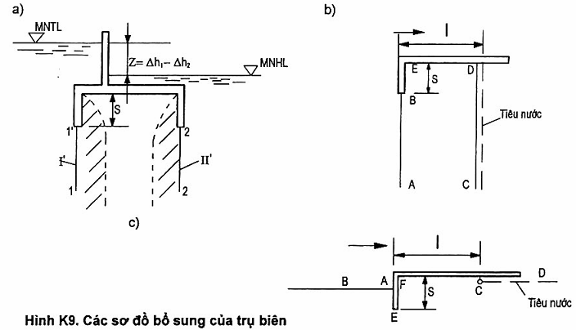 a)
MNTL
Z= Δh₁– Δh₂
MNHL
S
1' 2
I' II'
1 2
c)
b)
l
E D
S
B
Tiêu nước
A C
l
B A F C D
S
Tiêu nước
E
Hình K9. Các sơ đồ bổ sung của trụ biên